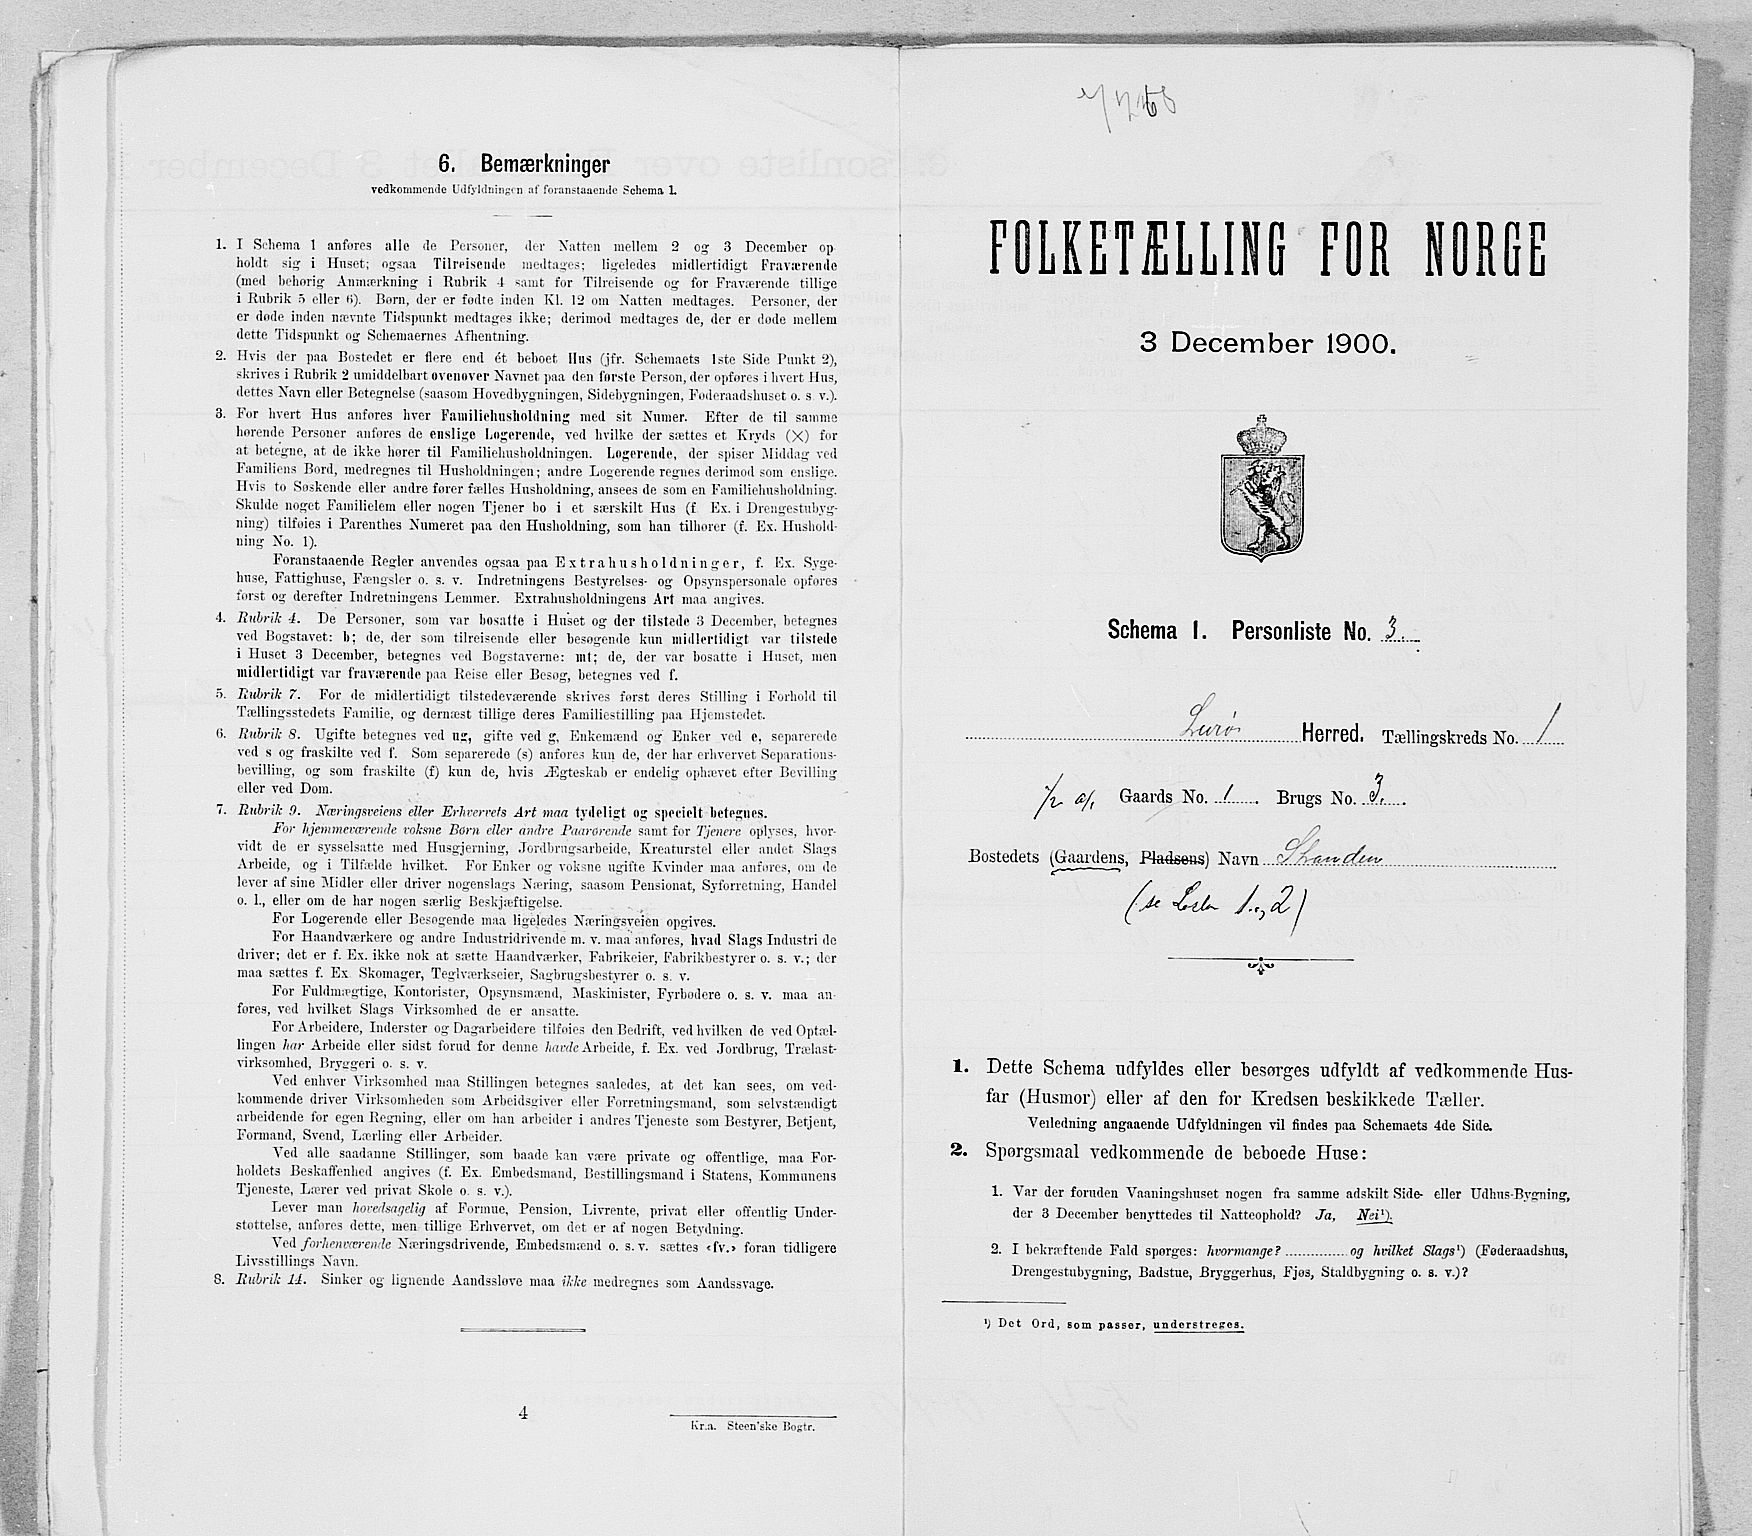 6. Bemærkninger
vedkommende Udfyldningen af foranstaaende Schema 1.
1. I Schema 1 anføres alle de Personer, der Natten mellem 2 og 3 December op
holdt sig i Huset; ogsaa Tilreisende medtages; ligeledes midlertidigt Fraværende
(med behørig Anmærkning i Rubrik 4 samt for Tilreisende og for Fraværende tillige
i Rubrik 5 eller 6). Børn, der er fødte inden Kl. 12 om Natten medtages. Personer, der
er døde inden nævnte Tidspunkt medtages ikke; derimod medtages de, der er døde mellem
dette Tidspunkt og Schemaernes Afhentning.
2. Hvis der paa Bostedet er flere end ét beboet Hus (jfr. Schemaets 1ste Side Punkt 2),
skrives i Rubrik 2 umiddelbart ovenover Navnet paa den første Person, der opføres i hvert Hus,
dettes Navn eller Betegnelse (saasom Hovedbygningen, Sidebygningen, Føderaadshuset o. s. v.).
3. For hvert Hus anføres hver Familiehusholdning med sit Numer. Efter de til samme
hørende Personer anføres de enslige Logerende, ved hvilke der sættes et Kryds (×) for
at betegne, at de ikke hører til Familiehusholdningen. Logerende, der spiser Middag ved
Familiens Bord, medregnes til Husholdningen; andre Logerende regnes derimod som enslige.
Hvis to Søskende eller andre fører fælles Husholdning, ansees de som en Familiehusholdning.
Skulde noget Familielem eller nogen Tjener bo i et særskilt Hus (f. Ex. i Drengestubyg-
ning) tilføies i Parenthes Numeret paa den Husholdning, som han tilhører (f. Ex. Hushold-
ning No. 1).
Foranstaaende Regler anvendes ogsaa paa Extrahusholdninger, f. Ex. Syge-
huse, Fattighuse, Fængsler o. s. v. Indretningens Bestyrelses- og Opsynspersonale opføres
først og derefter Indretningens Lemmer. Extrahusholdningens Art maa angives.
4. Rubrik 4. De Personer, som var bosatte i Huset og der tilstede 3 December, betegnes
ved Bogstavet: b; de, der som tilreisende eller besøgende kun midlertidigt var tilstede
i Huset 3 December, betegnes ved Bogstaverne: mt; de, der var bosatte i Huset, men
midlertidigt var fraværende paa Reise eller Besøg, betegnes ved f.
5. Rubrik 7. For de midlertidigt tilstedeværende skrives først deres Stilling i Forhold til
Tællingsstedets Familie, og dernæst tillige deres Familiestilling paa Hjemstedet.
6. Rubrik 8. Ugifte betegnes ved ug, gifte ved g, Enkemænd og Enker ved e, separerede
ved s og fraskilte ved f. Som separerede (s) anføres kun de, der har erhvervet Separations-
bevilling, og som fraskilte (f) kun de, hvis Ægteskab er endelig ophævet efter Bevilling
eller ved Dom.
7. Rubrik 9. Næringsveiens eller Erhvervets Art maa tydeligt og specielt betegnes.
For hjemmeværende voksne Børn eller andre Paarørende samt for Tjenere oplyses, hvor-
vidt de er sysselsatte med Husgjerning, Jordbrugsarbeide, Kreaturstel eller andet Slags
Arbeide, og i Tilfælde hvilket. For Enker og voksne ugifte Kvinder maa anføres, om de
lever af sine Midler eller driver nogenslags Næring, saasom Pensionat, Syforretning, Handel
o. l., eller om de har nogen særlig Beskjæftigelse.
For Logerende eller Besøgende maa ligeledes Næringsveien opgives.
For Haandværkere og andre Industridrivende m. v. maa anføres, hvad Slags Industri de
driver; det er f. Ex. ikke nok at sætte Haandværker, Fabrikeier, Fabrikbestyrer o. s. v.; der
maa sættes f. Ex Skomager, Teglværkseier, Sagbrugsbestyrer o. s. v.
For Fuldmægtige, Kontorister, Opsynsmænd, Maskinister, Fyrbødere o. s. v. maa an-
føres, ved hvilket Slags Virksomhed de er ansatte.
For Arbeidere, Inderster og Dagarbeidere tilføies den Bedrift, ved hvilken de ved Optæl-
lingen har Arbeide eller sidst forud for denne havde Arbeide, f. Ex. ved Jordbrug, Trælast-
virksomhed, Bryggeri o. s. v.
Ved enhver Virksomhed maa Stillingen betegnes saaledes, at det kan sees, om ved-
kommende driver Virksomheden som Arbeidsgiver eller Forretningsmand, som selvstændigt
arbeidende for egen Regning, eller om han arbeider i andres Tjeneste som Bestyrer, Betjent,
Formand, Svend, Lærling eller Arbeider.
Ved alle saadanne Stillinger, som baade kan være private og offentlige, maa For-
holdets Beskaffenhed angives (f. Ex. Embedsmand, Bestillingsmand i Statens, Kommunens
Tjeneste, Lærer ved privat Skole o. s. v.).
Lever man hovedsagelig af Formue, Pension, Livrente, privat eller offentlig Under-
støttelse, anføres dette, men tillige Erhvervet, om det er af nogen Betydning.
Ved forhenværende Næringsdrivende, Embedsmænd o. s. v. sættes «fv.» foran tidligere
Livsstillings Navn.
8. Rubrik 14. Sinker og lignende Aandssløve maa ikke medregnes som Aandssvage.
4
Kr.a. Steen'ske Bogtr.
FOLKETÆLLING FOR NORGE
3 December 1900.
Schema 1. Personliste No. 3.
Lurø Herred. Tællingskreds No. 1
1/2 af, Gaards No. 1. Brugs No. 3.
Bostedets (Gaardens, Pladsens) Navn Stranden
(se 1 og 2)
1. Dette Schema udfyldes eller besørges udfyldt af vedkommende Hus-
far (Husmor) eller af den for Kredsen beskikkede Tæller.
Veiledning angaaende Udfyldningen vil findes paa Schemaets 4de Side.
2. Spørgsmaal vedkommende de beboede Huse:
1. Var der foruden Vaaningshuset nogen fra samme adskilt Side- eller Udhus-Bygning,
der 3 December benyttedes til Natteophold? Ja, Nei¹).
2. I bekræftende Fald spørges: hvormange? og hvilket Slags¹) (Føderaadshus,
Drengestubygning, Badstue, Bryggerhus, Fjøs, Staldbygning o. s. v.)?
¹) Det Ord, som passer, understreges.